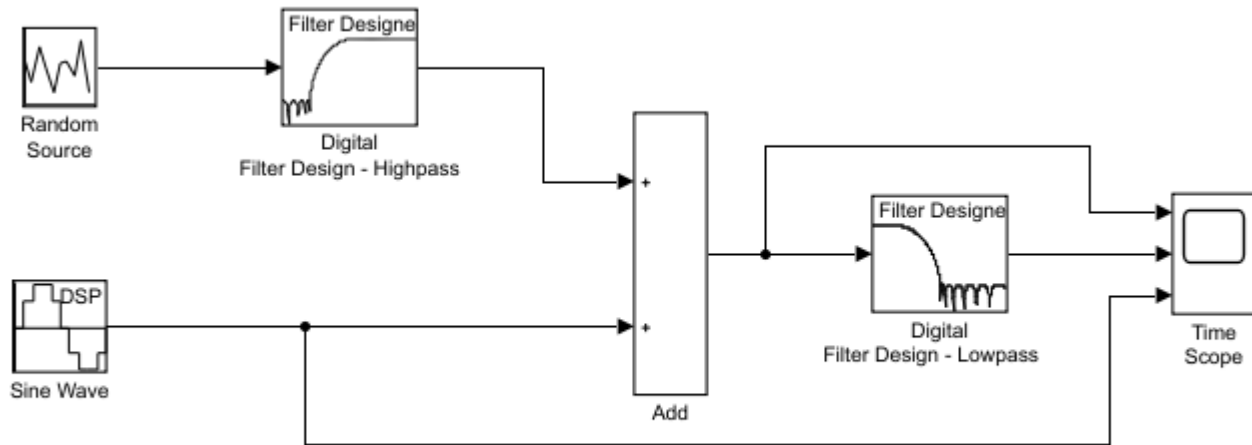 Filter Designe
Random
Source
Digital
Filter Design - Highpass
+
Filter Designe
DSP
+
Digital
Filter Design - Lowpass
Time
Scope
Sine Wave
Add